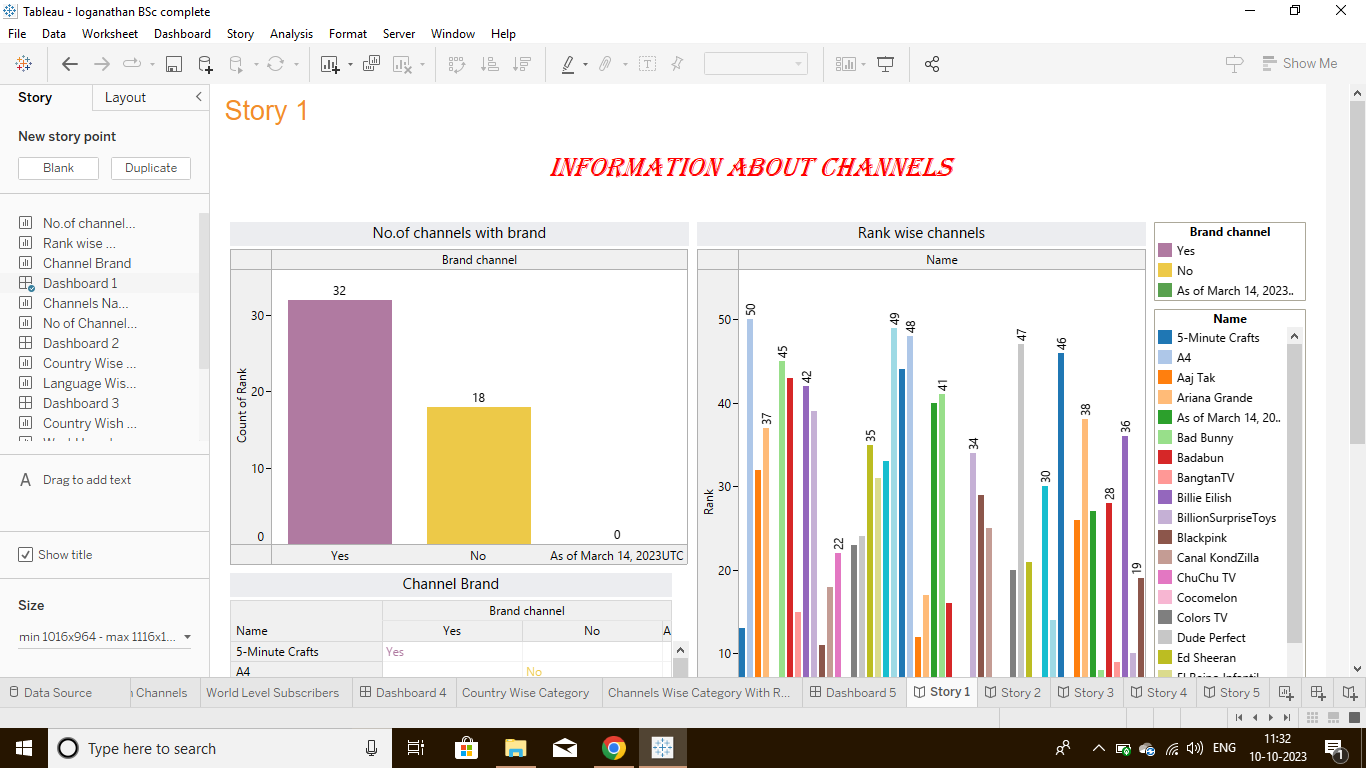 Tableau - loganathan BSc complete
File Data Worksheet Dashboard Story Analysis Format Server Window Help
Show Me
Story Layout
New story point
Blank Duplicate
No.of channel...
Rank wise ...
Channel Brand
Dashboard 1
Channels Na...
No of Channel...
Dashboard 2
Country Wise ...
Language Wis...
Dashboard 3
Country Wish ...
A Drag to add text
Show title
Size
min 1016x964 - max 1116x1...
Story 1
INFORMATION ABOUT CHANNELS
No.of channels with brand
Brand channel
Count of Rank
30
20
10
0
32
18
0
Yes No As of March 14, 2023UTC
Channel Brand
Brand channel
Name Yes No A
5-Minute Crafts Yes
A4 No
Rank wise channels
Name
Rank
50
40
30
20
10
50 37 45 42 22 35 49 48 41 34 47 30 46 38 28 36 19
Brand channel
Yes
No
As of March 14, 2023..
Name
5-Minute Crafts
A4
Aaj Tak
Ariana Grande
As of March 14, 20..
Bad Bunny
Badabun
BangtanTV
Billie Eilish
BillionSurpriseToys
Blackpink
Canal KondZilla
ChuChu TV
Cocomelon
Colors TV
Dude Perfect
Ed Sheeran
Data Source Channels World Level Subscribers Dashboard 4 Country Wise Category Channels Wise Category With R... Dashboard 5 Story 1 Story 2 Story 3 Story 4 Story 5
Type here to search
ENG
11:32
10-10-2023
1